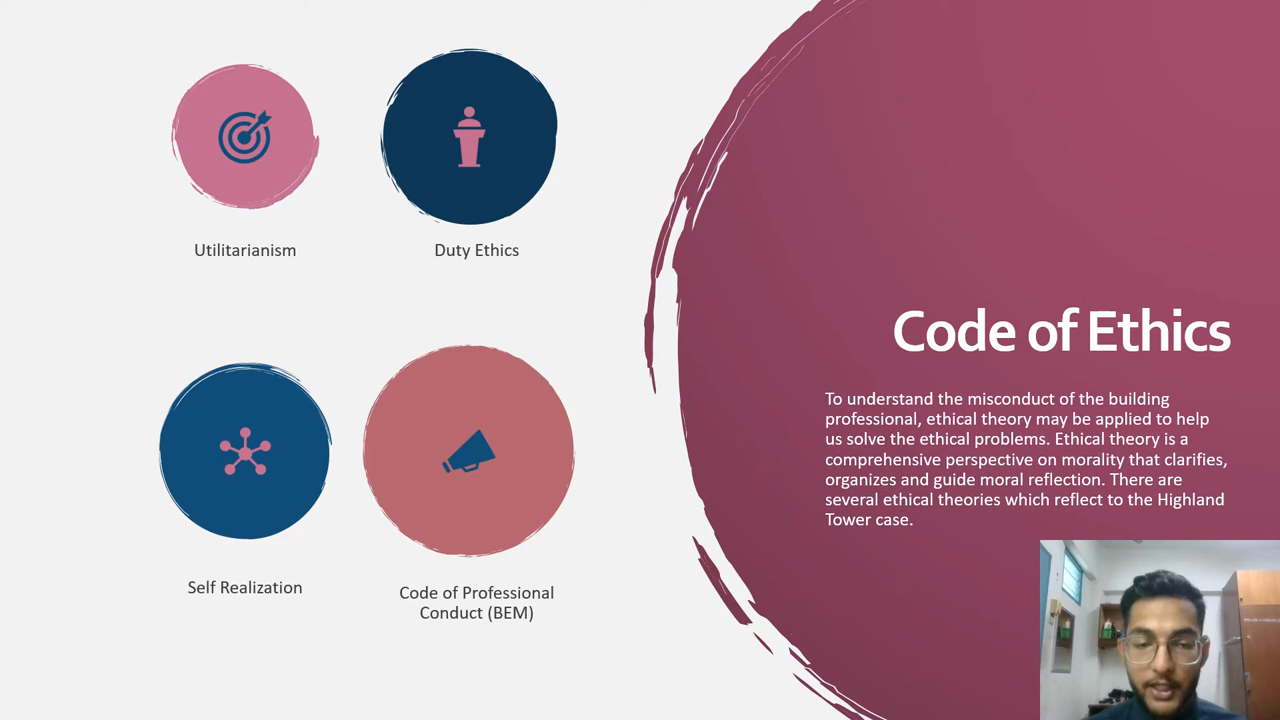 Utilitarianism
Duty Ethics
Self Realization
Code of Professional
Conduct (BEM)
Code of Ethics
To understand the misconduct of the building
professional, ethical theory may be applied to help
us solve the ethical problems. Ethical theory is a
comprehensive perspective on morality that clarifies,
organizes and guide moral reflection. There are
several ethical theories which reflect to the Highland
Tower case.